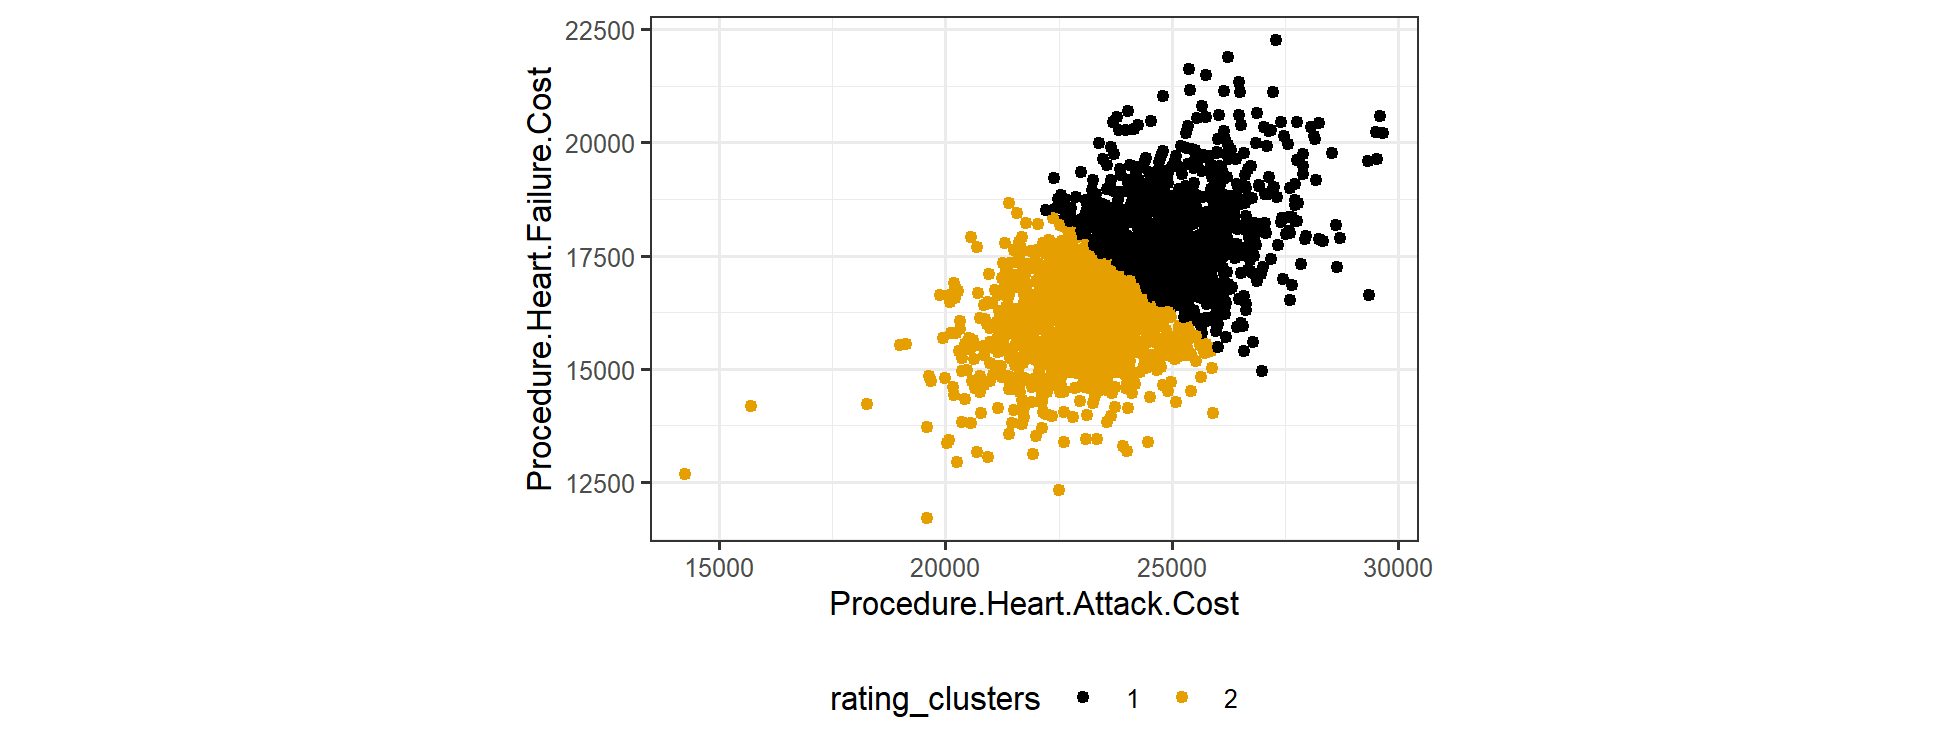 22500
20000
17500
15000
12500
Procedure.Heart.Failure.Cost
15000 20000 25000 30000
Procedure.Heart.Attack.Cost
rating_clusters 1 2